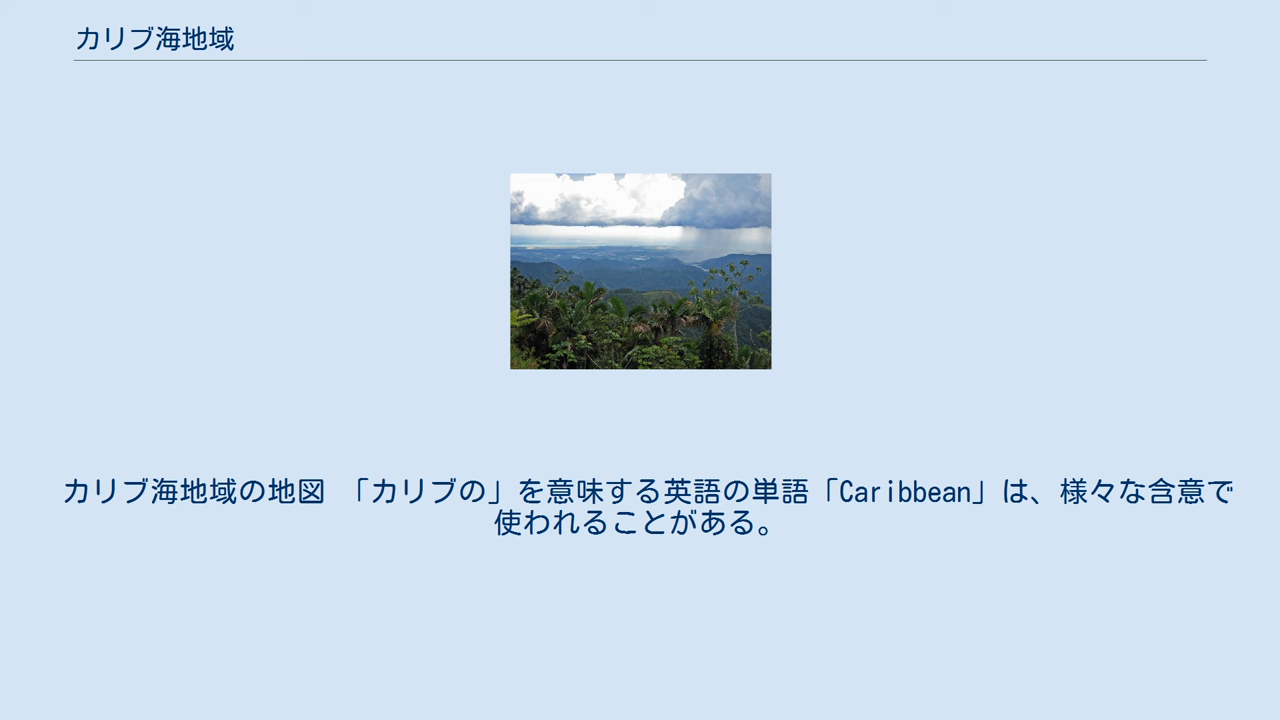 カリブ海地域
カリブ海地域の地図　「カリブの」を意味する英語の単語「Caribbean」は、様々な含意で
使われることがある。